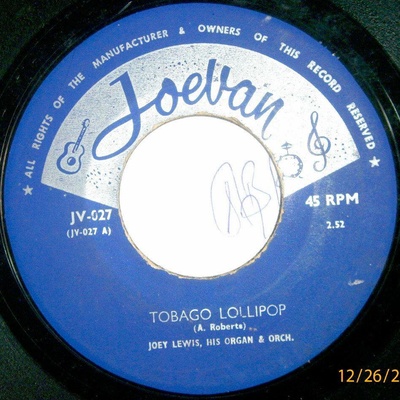 ★ ALL RIGHTS OF THE MANUFACTURER & OWNERS OF THIS RECORD RESERVED ★
Joevan
JV-027
(JV-027 A)
45 RPM
2.52
TOBAGO LOLLIPOP
(A. Roberts)
JOEY LEWIS, HIS ORGAN & ORCH.
12/26/2